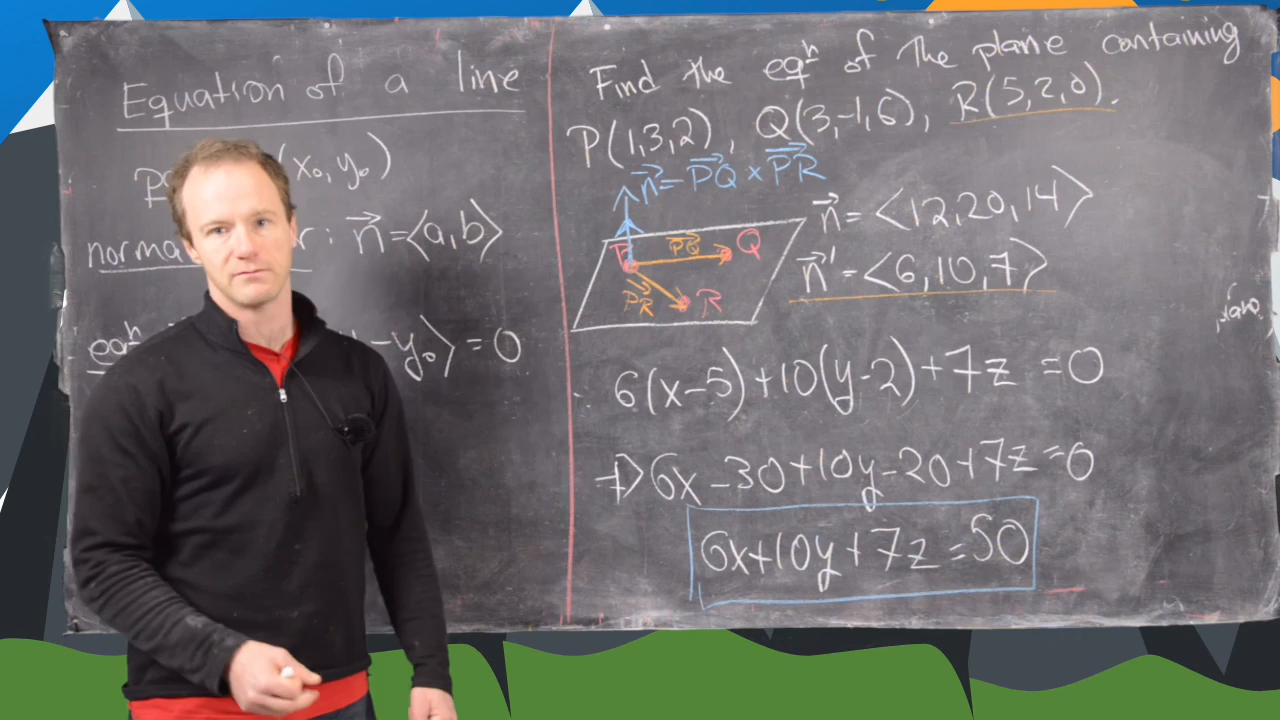 Equation of a line
(x₀, y₀)
normal : n⃗=⟨a,b⟩
eqⁿ -y₀⟩ = 0
Find the eqⁿ of the plane containing
P(1,3,2), Q(3,-1,6), R(5,2,0).
n⃗ = PQ⃗ × PR⃗
P PQ⃗ Q
PR⃗ R
n⃗ = ⟨12,20,14⟩
n⃗' = ⟨6,10,7⟩
6(x-5)+10(y-2)+7z =0
→ 6x-30+10y-20+7z=0
6x+10y+7z=50